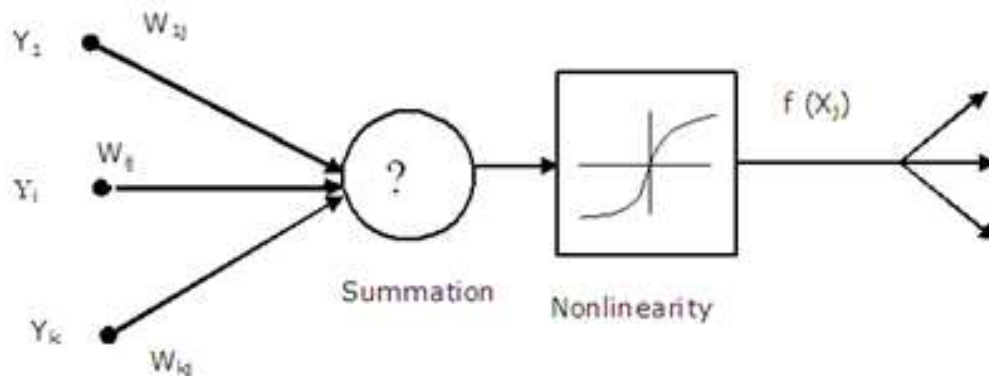 Y₁
W₁ⱼ
Yᵢ
Wᵢⱼ
Yₖ
Wₖⱼ
?
Summation
Nonlinearity
f (Xⱼ)